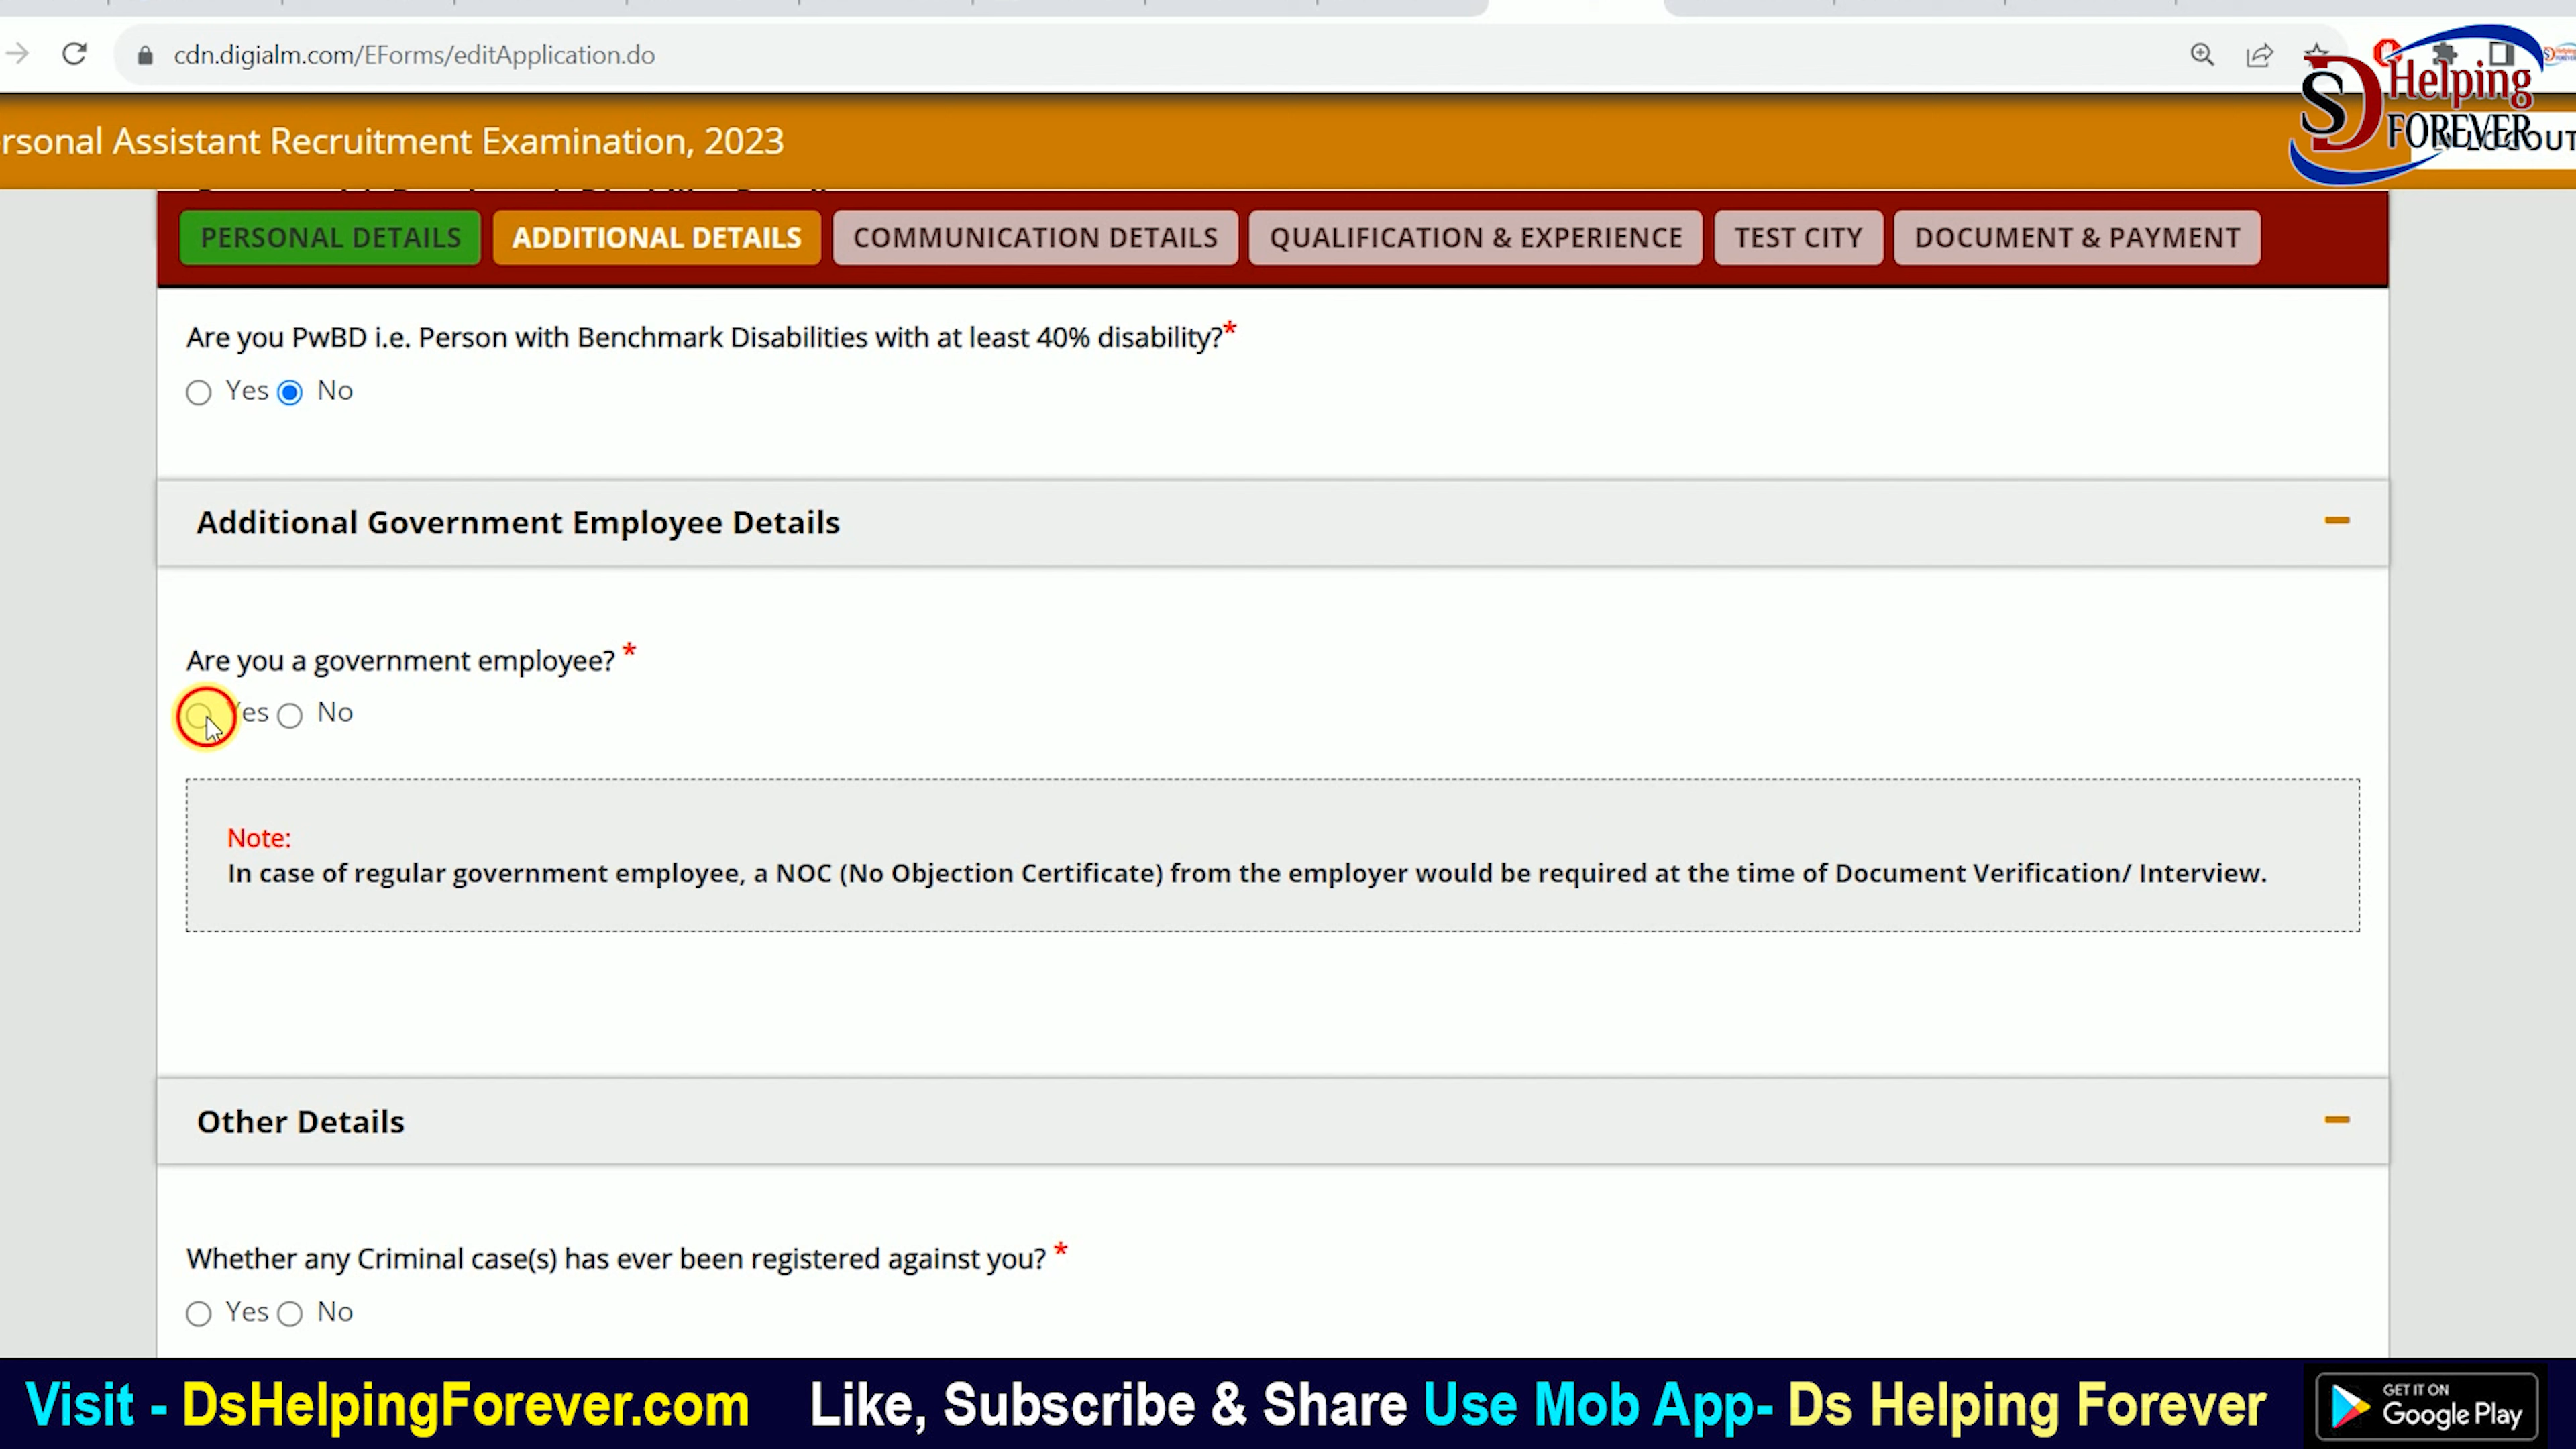 cdn.digialm.com/EForms/editApplication.do
rsonal Assistant Recruitment Examination, 2023
SD Helping FOREVER
PERSONAL DETAILS
ADDITIONAL DETAILS
COMMUNICATION DETAILS
QUALIFICATION & EXPERIENCE
TEST CITY
DOCUMENT & PAYMENT
Are you PwBD i.e. Person with Benchmark Disabilities with at least 40% disability?*
Yes No
Additional Government Employee Details
Are you a government employee? *
Yes No
Note:
In case of regular government employee, a NOC (No Objection Certificate) from the employer would be required at the time of Document Verification/ Interview.
Other Details
Whether any Criminal case(s) has ever been registered against you? *
Yes No
Visit - DsHelpingForever.com Like, Subscribe & Share Use Mob App- Ds Helping Forever
GET IT ON
Google Play